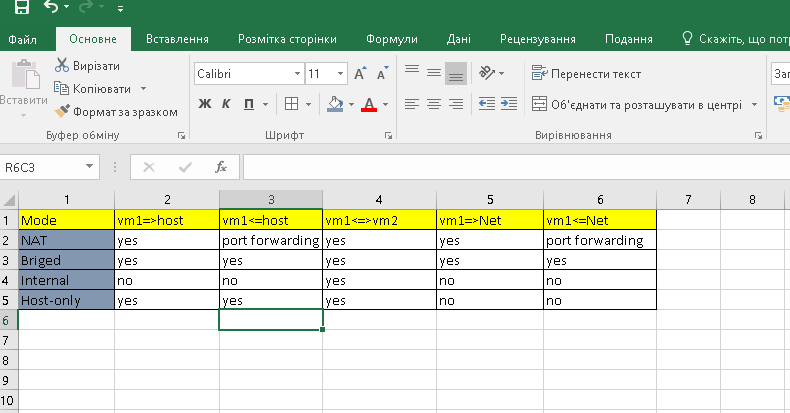 Файл Основне Вставлення Розмітка сторінки Формули Дані Рецензування Подання Скажіть, що
Вирізати
Копіювати
Формат за зразком
Вставити
Буфер обміну
Calibri 11
Ж К П
Шрифт
Перенести текст
Об'єднати та розташувати в центрі
Вирівнювання
R6C3 fx
1 2 3 4 5 6 7 8
1 Mode vm1=>host vm1<=host vm1<=>vm2 vm1=>Net vm1<=Net
2 NAT yes port forwarding yes yes port forwarding
3 Briged yes yes yes yes yes
4 Internal no no yes no no
5 Host-only yes yes yes no no
6
7
8
9
10